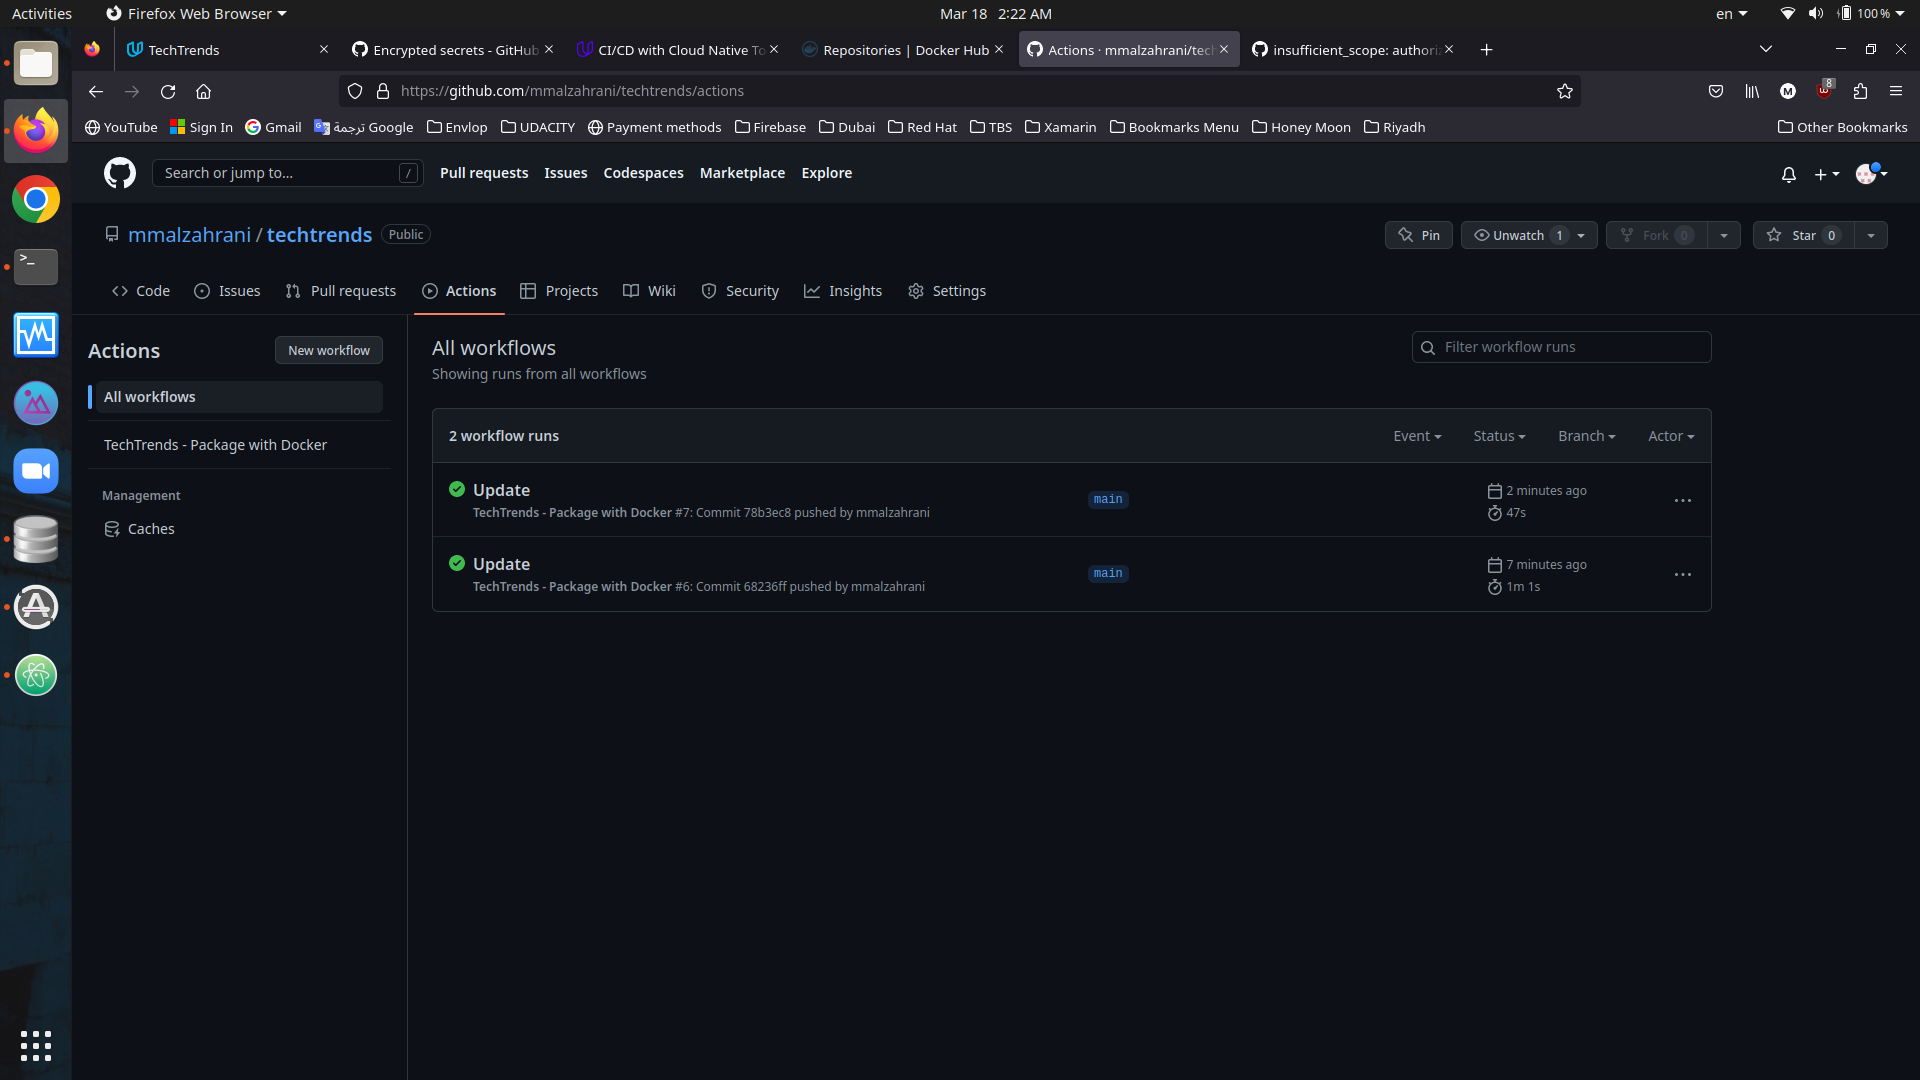 Activities
Firefox Web Browser
Mar 18 2:22 AM
en
100 %
TechTrends
Encrypted secrets - GitHub
CI/CD with Cloud Native To
Repositories | Docker Hub
Actions · mmalzahrani/tech
insufficient_scope: authori
https://github.com/mmalzahrani/techtrends/actions
M
8
YouTube
Sign In
Gmail
ترجمة Google
Envlop
UDACITY
Payment methods
Firebase
Dubai
Red Hat
TBS
Xamarin
Bookmarks Menu
Honey Moon
Riyadh
Other Bookmarks
Search or jump to...
/
Pull requests
Issues
Codespaces
Marketplace
Explore
mmalzahrani / techtrends
Public
Pin
Unwatch 1
Fork 0
Star 0
Code
Issues
Pull requests
Actions
Projects
Wiki
Security
Insights
Settings
Actions
New workflow
All workflows
TechTrends - Package with Docker
Management
Caches
All workflows
Showing runs from all workflows
Filter workflow runs
2 workflow runs
Event
Status
Branch
Actor
Update
TechTrends - Package with Docker #7: Commit 78b3ec8 pushed by mmalzahrani
main
2 minutes ago
47s
Update
TechTrends - Package with Docker #6: Commit 68236ff pushed by mmalzahrani
main
7 minutes ago
1m 1s